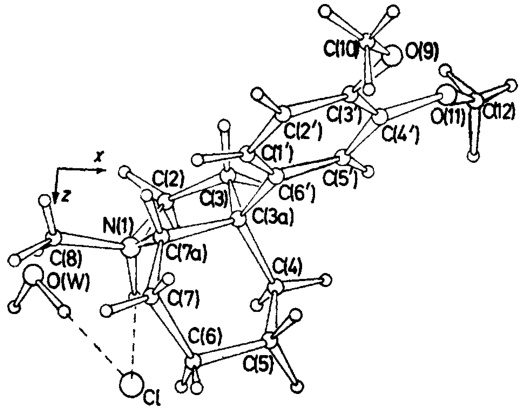 C(10)
O(9)
C(3')
O(11)
C(12)
C(2')
C(4')
C(1')
C(5')
x
C(2)
C(3)
C(6')
z
N(1)
C(3a)
C(8)
C(7a)
O(W)
C(4)
C(7)
C(6)
C(5)
Cl